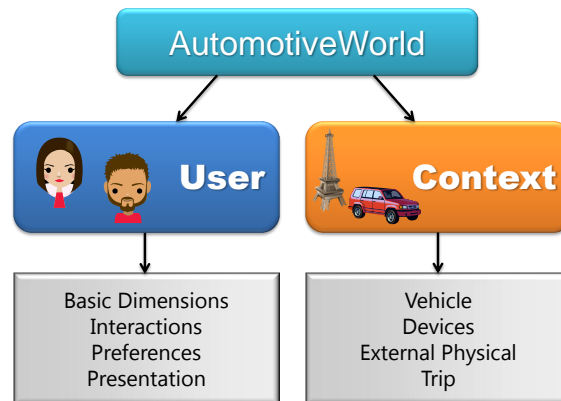 AutomotiveWorld
User
Context
Basic Dimensions
Interactions
Preferences
Presentation
Vehicle
Devices
External Physical
Trip